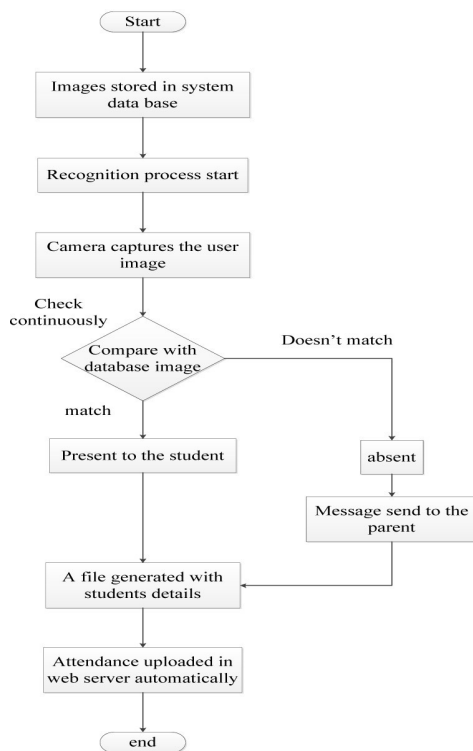 Start
Images stored in system
data base
Recognition process start
Camera captures the user
image
Check
continuously
Compare with
database image
Doesn't match
match
Present to the student
absent
Message send to the
parent
A file generated with
students details
Attendance uploaded in
web server automatically
end